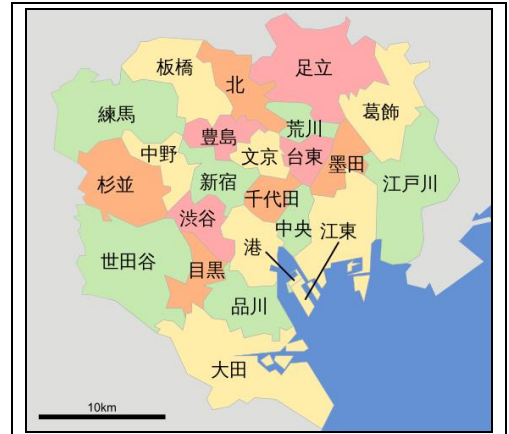 足立
板橋
北
葛飾
練馬
荒川
豊島
中野
文京
台東
墨田
杉並
新宿
江戸川
千代田
渋谷
中央
江東
港
世田谷
目黒
品川
大田
10km